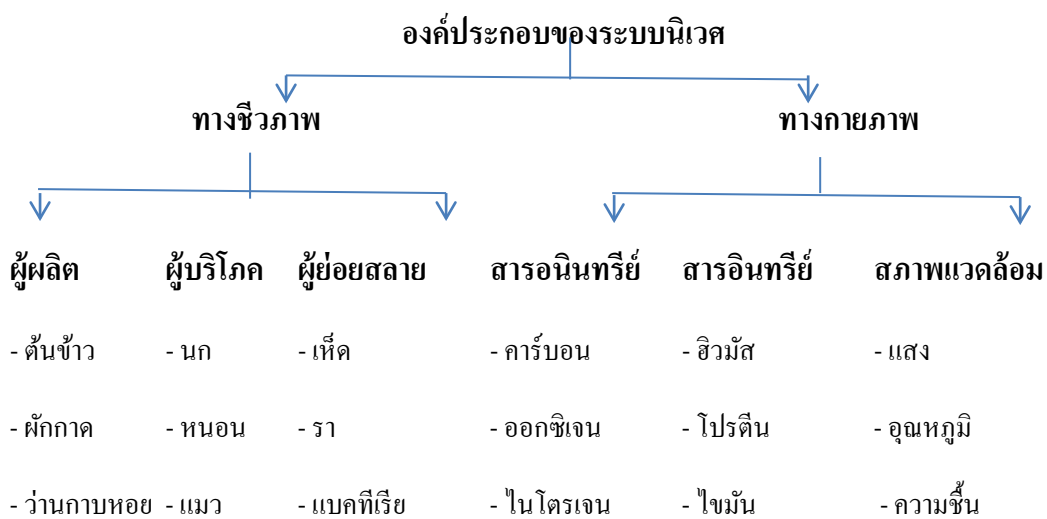 องค์ประกอบของระบบนิเวศ
ทางชีวภาพ ทางกายภาพ
ผู้ผลิต ผู้บริโภค ผู้ย่อยสลาย สารอนินทรีย์ สารอินทรีย์ สภาพแวดล้อม
- ต้นข้าว - นก - เห็ด - คาร์บอน - ฮิวมัส - แสง
- ผักกาด - หนอน - รา - ออกซิเจน - โปรตีน - อุณหภูมิ
- ว่านกาบหอย - แมว - แบคทีเรีย - ไนโตรเจน - ไขมัน - ความชื้น